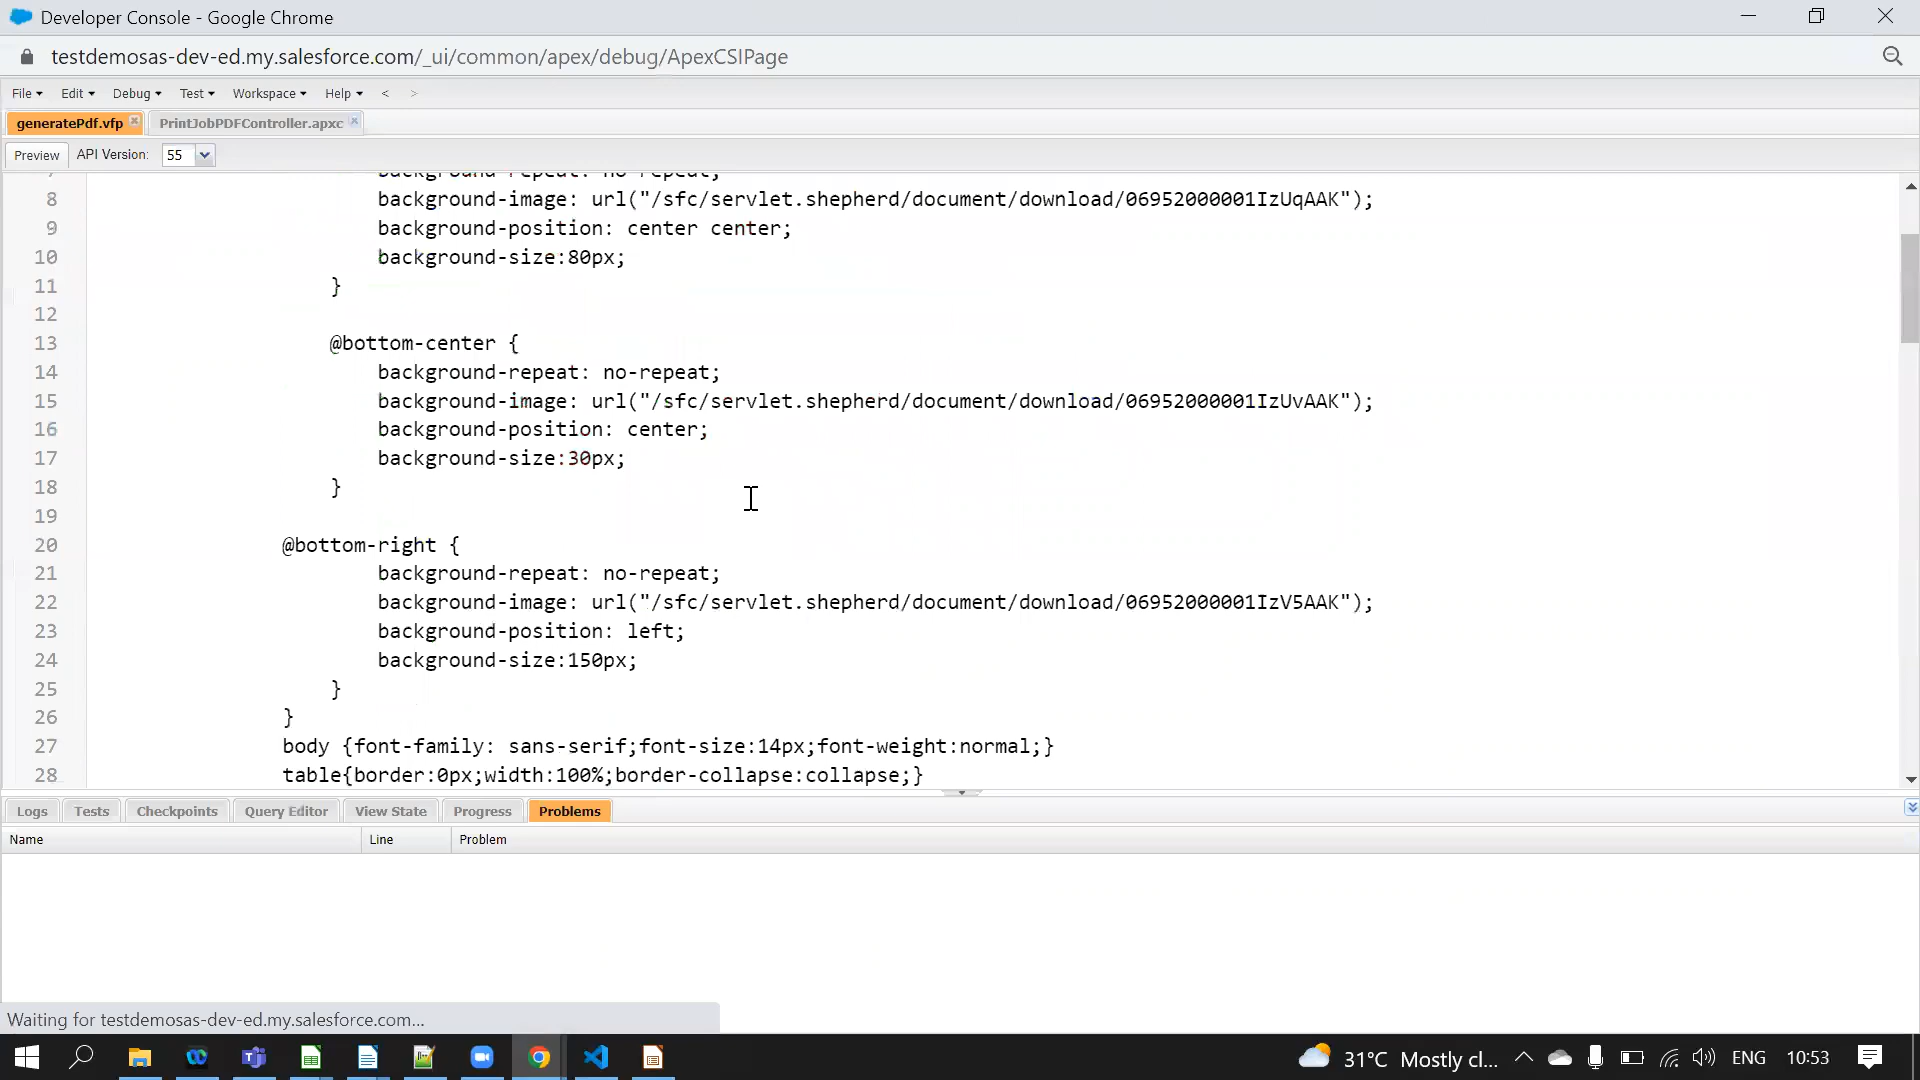 Developer Console - Google Chrome
testdemosas-dev-ed.my.salesforce.com/_ui/common/apex/debug/ApexCSIPage
File Edit Debug Test Workspace Help < >
generatePdf.vfp PrintJobPDFController.apxc
Preview API Version: 55
7 background-repeat: no-repeat;
8 background-image: url("/sfc/servlet.shepherd/document/download/06952000001IzUqAAK");
9 background-position: center center;
10 background-size:80px;
11 }
12
13 @bottom-center {
14 background-repeat: no-repeat;
15 background-image: url("/sfc/servlet.shepherd/document/download/06952000001IzUvAAK");
16 background-position: center;
17 background-size:30px;
18 }
19
20 @bottom-right {
21 background-repeat: no-repeat;
22 background-image: url("/sfc/servlet.shepherd/document/download/06952000001IzV5AAK");
23 background-position: left;
24 background-size:150px;
25 }
26 }
27 body {font-family: sans-serif;font-size:14px;font-weight:normal;}
28 table{border:0px;width:100%;border-collapse:collapse;}
Logs Tests Checkpoints Query Editor View State Progress Problems
Name Line Problem
Waiting for testdemosas-dev-ed.my.salesforce.com...
31°C Mostly cl... ENG 10:53